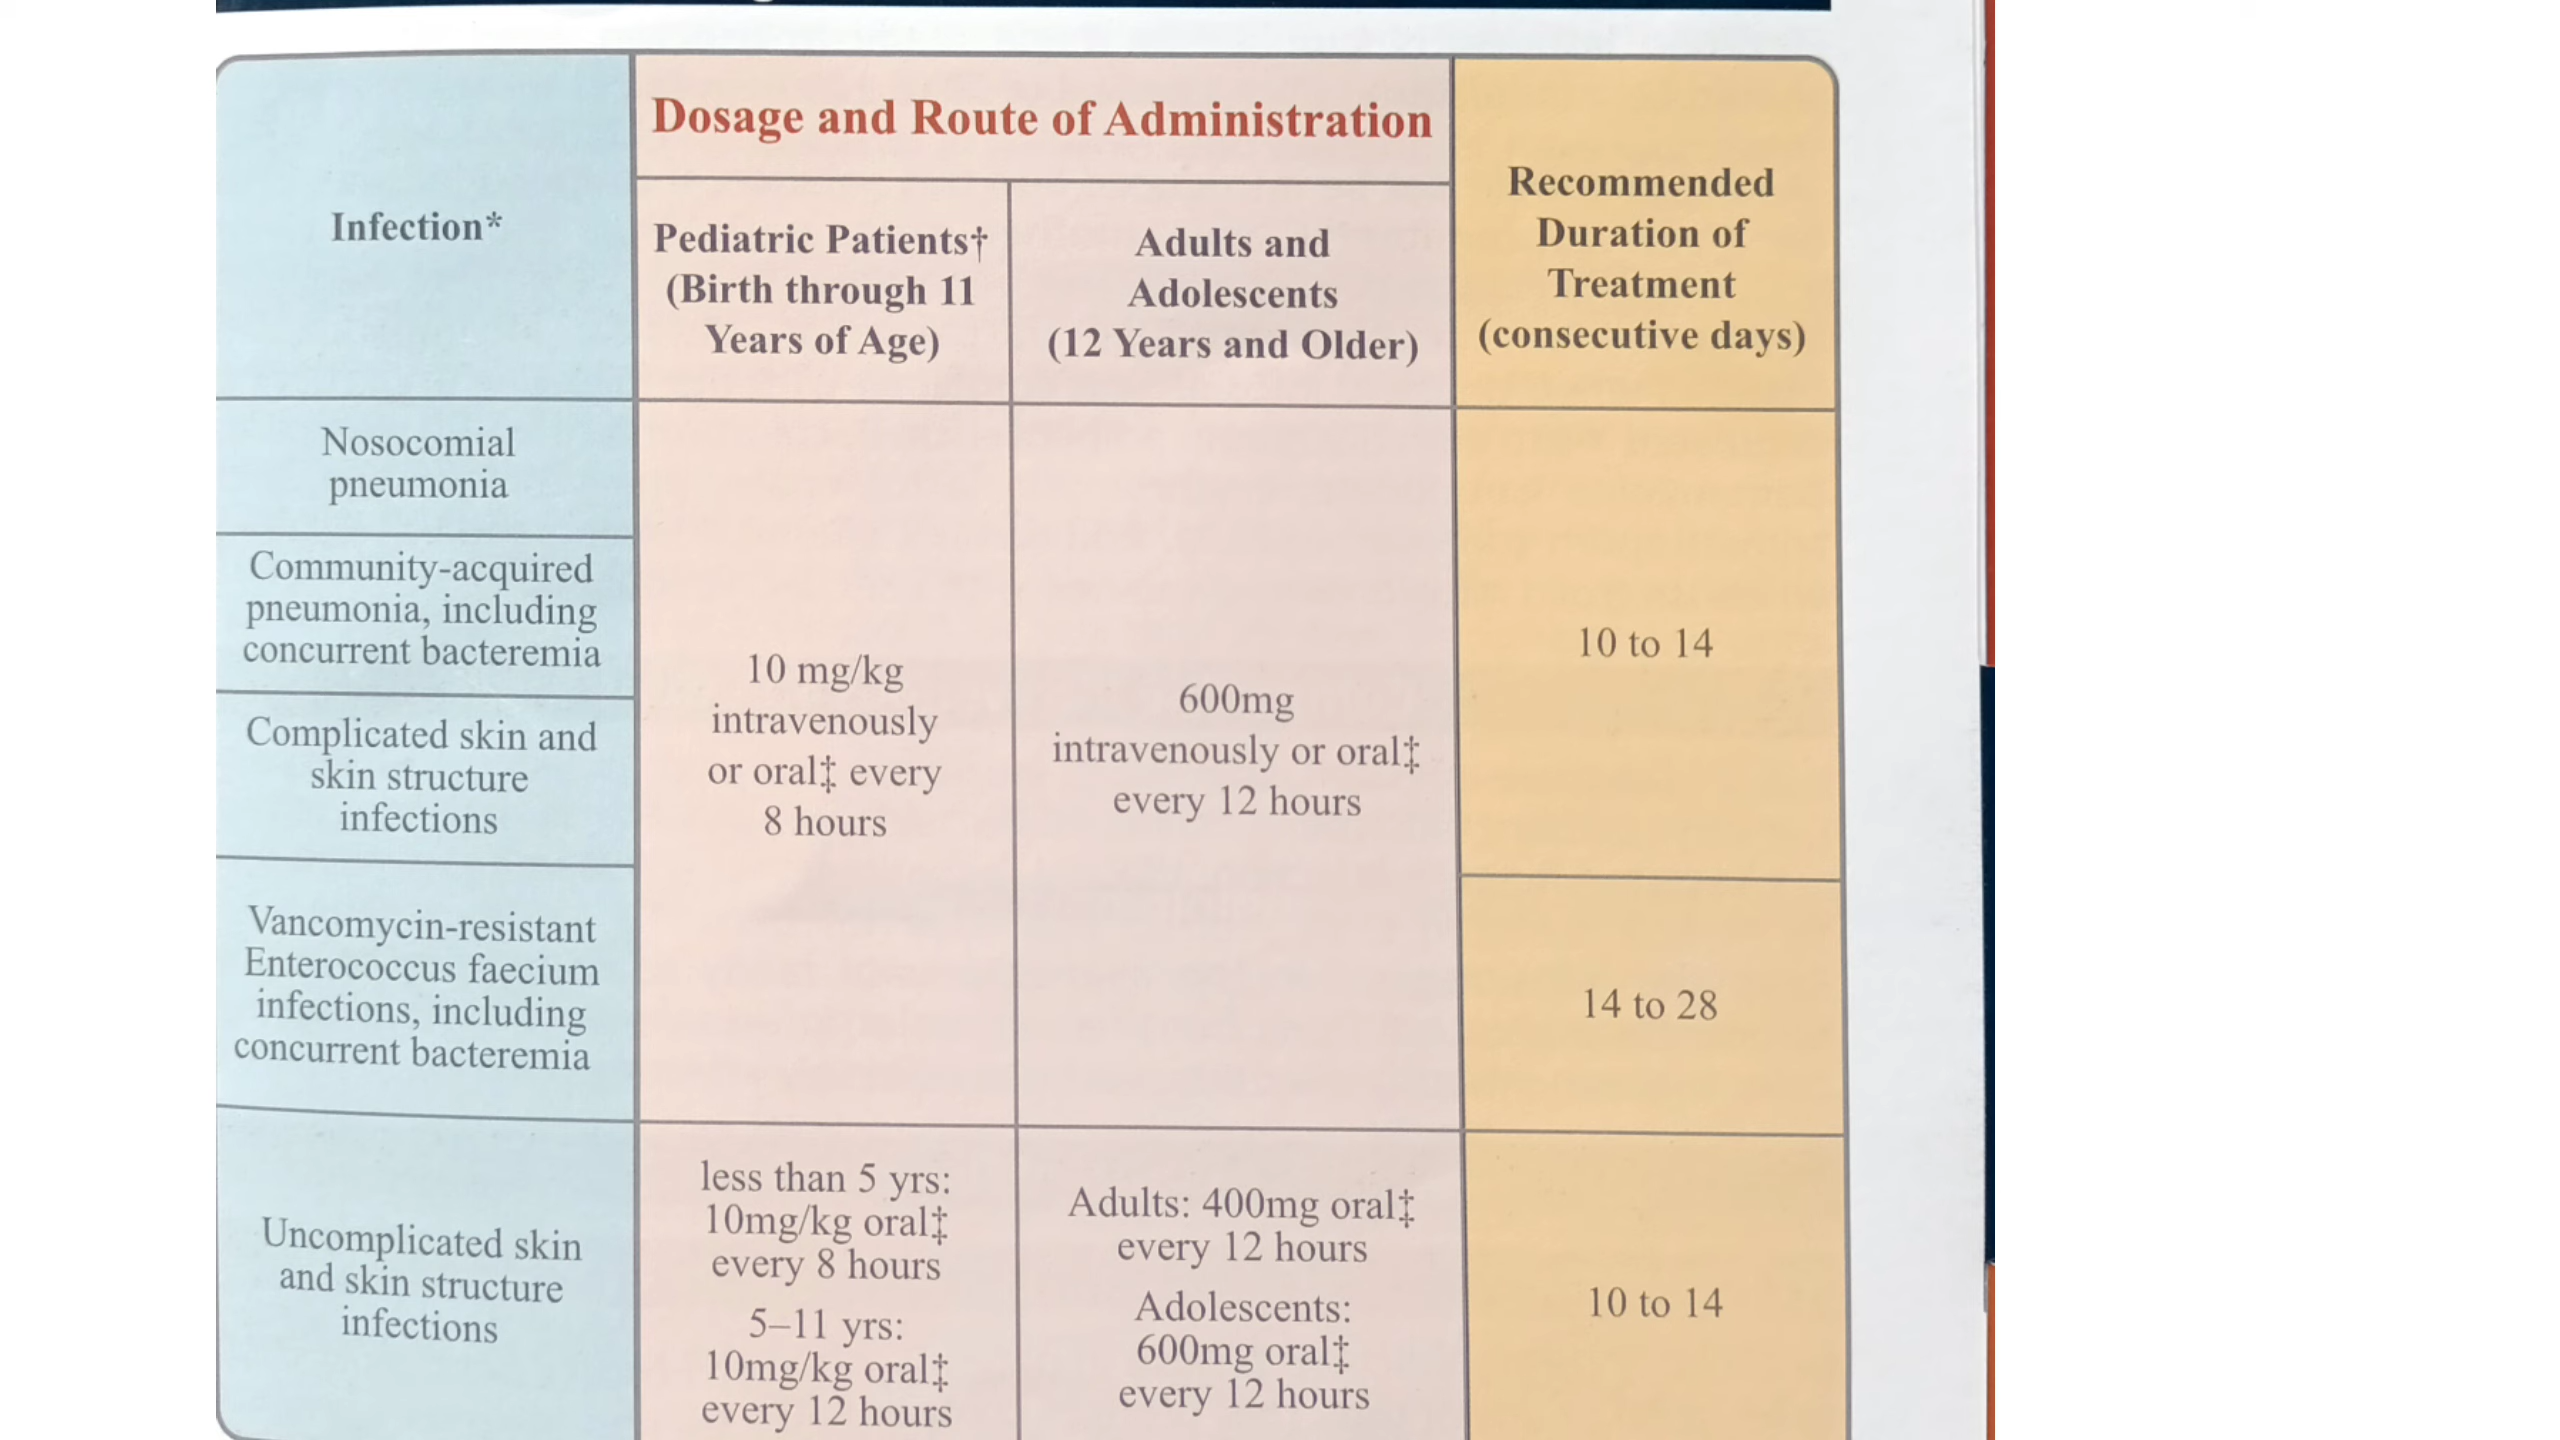 Dosage and Route of Administration
Infection*
Pediatric Patients†
(Birth through 11
Years of Age)
Adults and
Adolescents
(12 Years and Older)
Recommended
Duration of
Treatment
(consecutive days)
Nosocomial
pneumonia
Community-acquired
pneumonia, including
concurrent bacteremia
Complicated skin and
skin structure
infections
Vancomycin-resistant
Enterococcus faecium
infections, including
concurrent bacteremia
10 mg/kg
intravenously
or oral‡ every
8 hours
600mg
intravenously or oral‡
every 12 hours
10 to 14
14 to 28
Uncomplicated skin
and skin structure
infections
less than 5 yrs:
10mg/kg oral‡
every 8 hours
5–11 yrs:
10mg/kg oral‡
every 12 hours
Adults: 400mg oral‡
every 12 hours
Adolescents:
600mg oral‡
every 12 hours
10 to 14